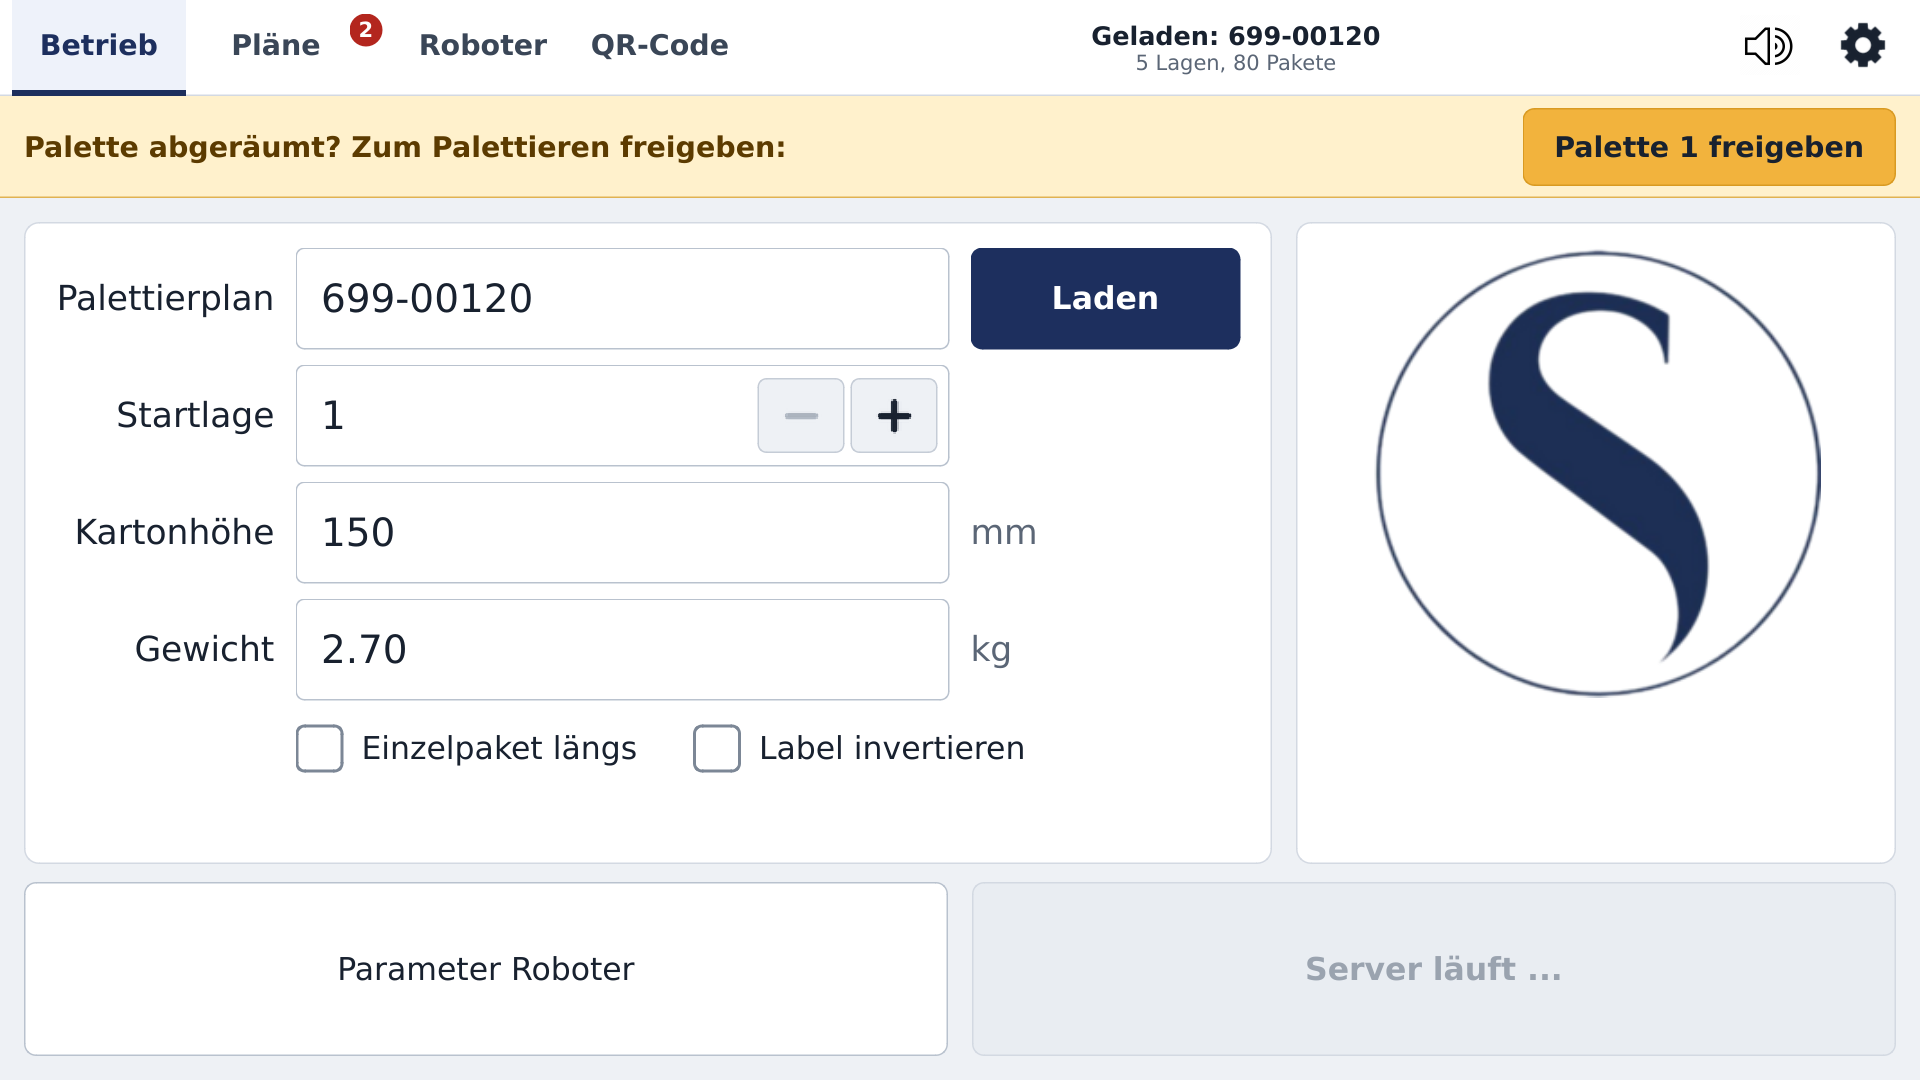 Betrieb
Pläne
2
Roboter
QR-Code
Geladen: 699-00120
5 Lagen, 80 Pakete
Palette abgeräumt? Zum Palettieren freigeben:
Palette 1 freigeben
Palettierplan
699-00120
Laden
Startlage
1
Kartonhöhe
150
mm
Gewicht
2.70
kg
Einzelpaket längs
Label invertieren
S
Parameter Roboter
Server läuft ...